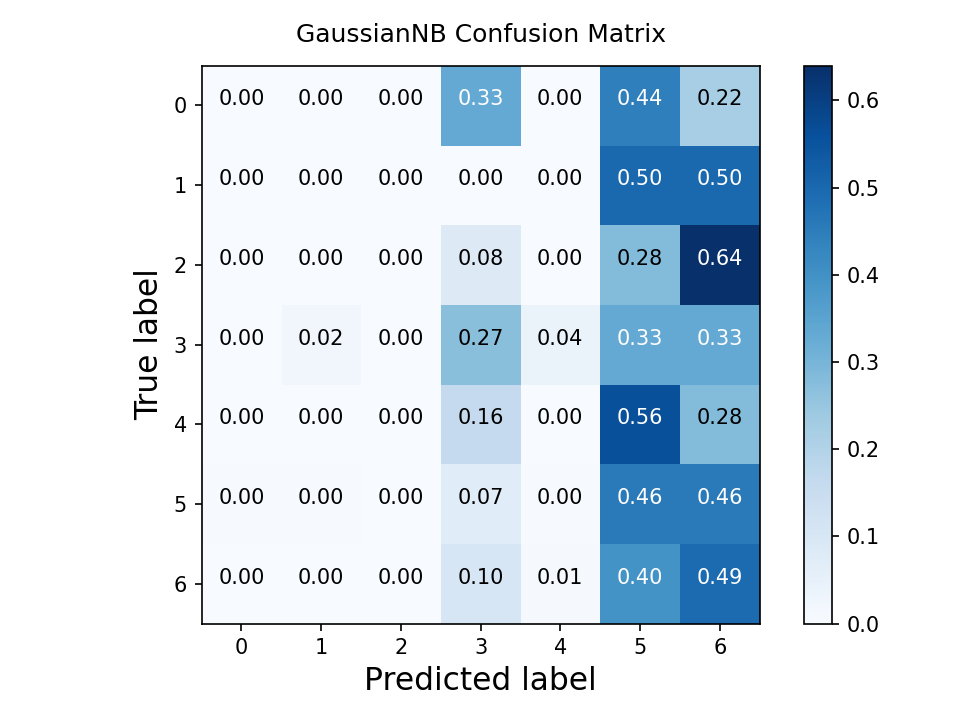 GaussianNB Confusion Matrix
0 0.00 0.00 0.00 0.33 0.00 0.44 0.22
1 0.00 0.00 0.00 0.00 0.00 0.50 0.50
2 0.00 0.00 0.00 0.08 0.00 0.28 0.64
3 0.00 0.02 0.00 0.27 0.04 0.33 0.33
4 0.00 0.00 0.00 0.16 0.00 0.56 0.28
5 0.00 0.00 0.00 0.07 0.00 0.46 0.46
6 0.00 0.00 0.00 0.10 0.01 0.40 0.49
0 1 2 3 4 5 6
Predicted label
True label
0.6
0.5
0.4
0.3
0.2
0.1
0.0